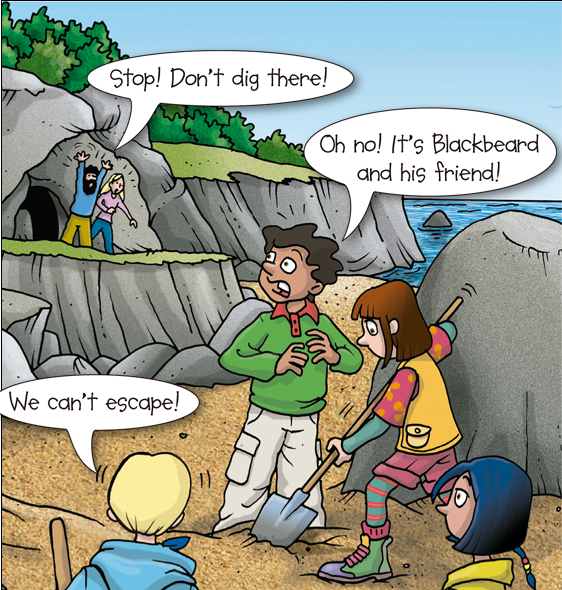 Stop! Don't dig there!
Oh no! It's Blackbeard
and his friend!
We can't escape!